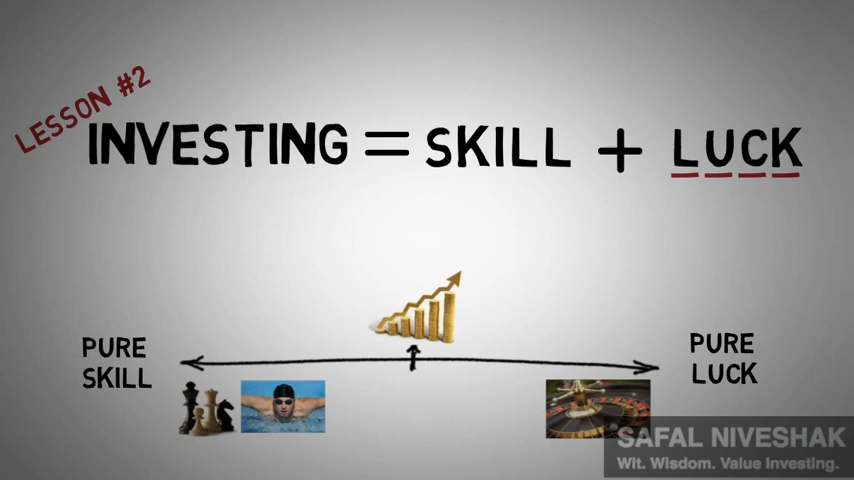 LESSON #2
INVESTING = SKILL + LUCK
PURE
SKILL
PURE
LUCK
SAFAL NIVESHAK
Wit. Wisdom. Value Investing.